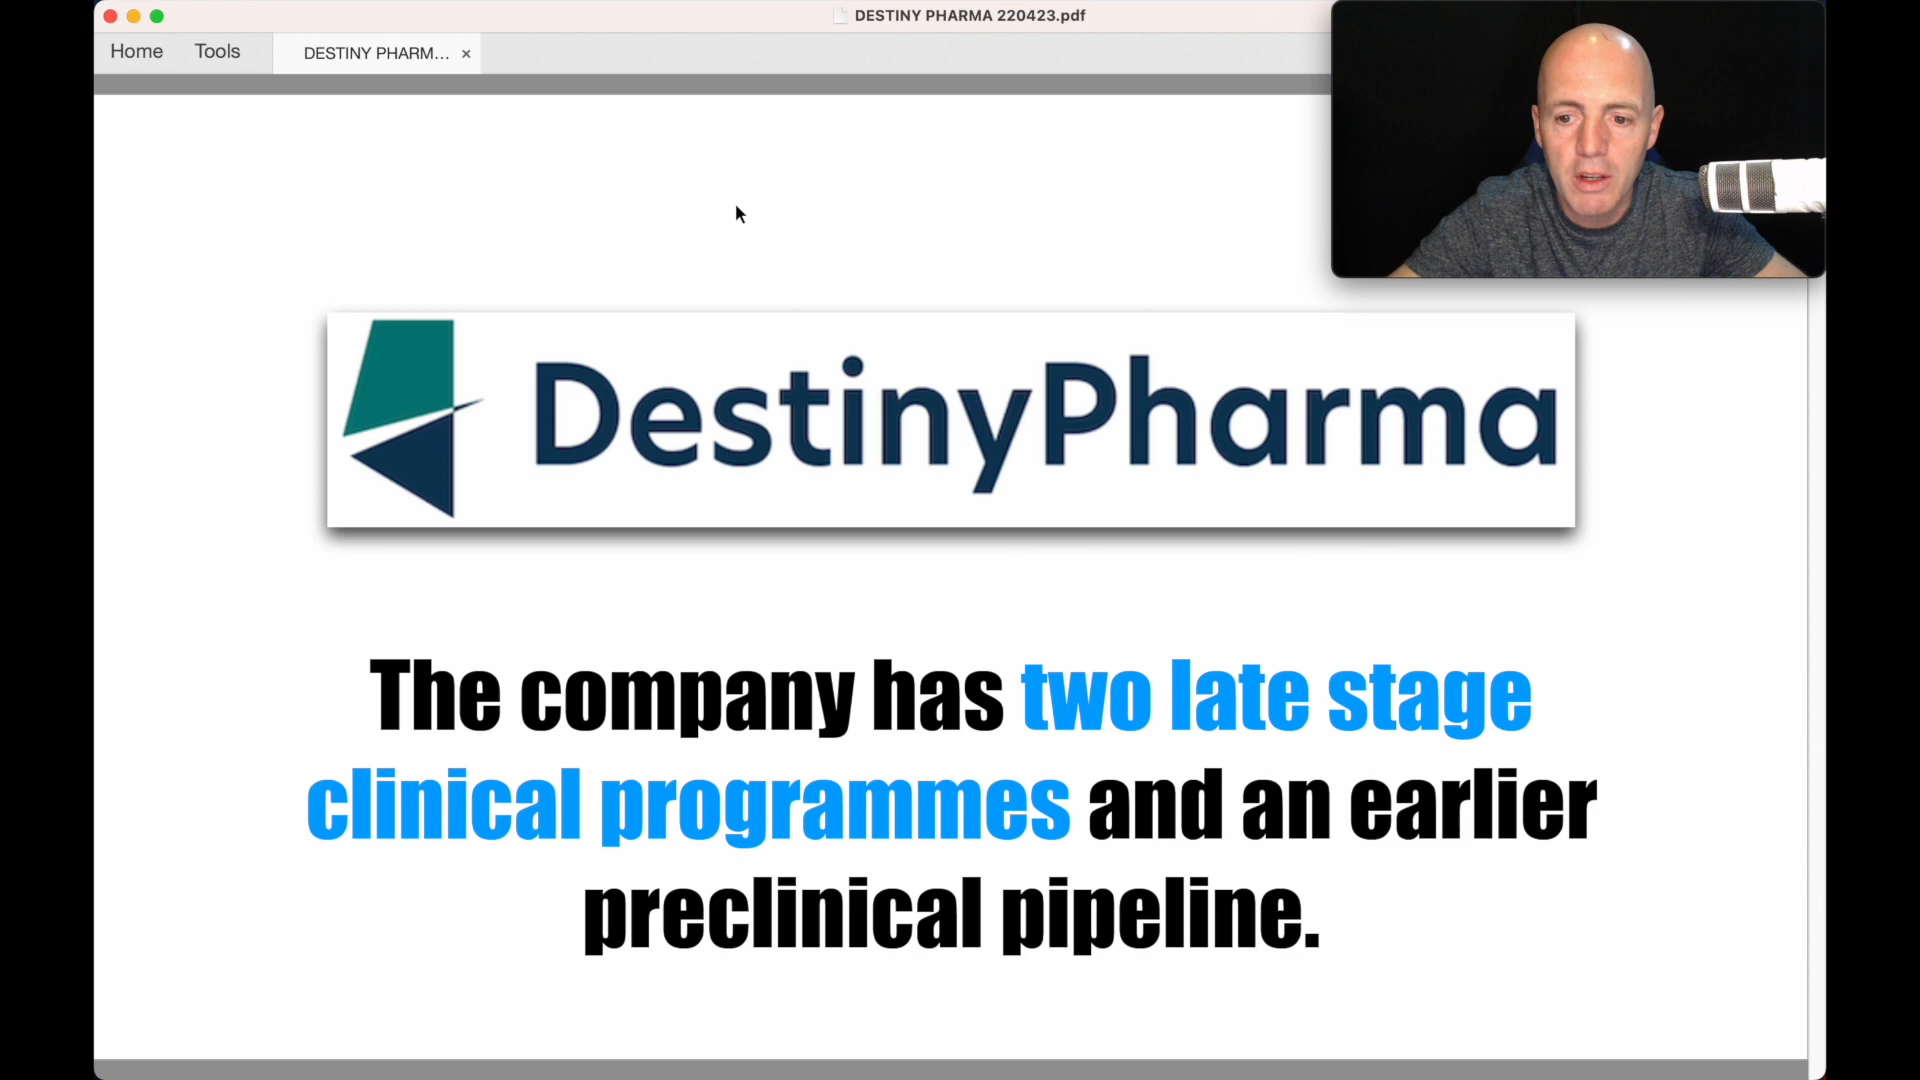 DESTINY PHARMA 220423.pdf
Home Tools DESTINY PHARM... ×
DestinyPharma
The company has two late stage
clinical programmes and an earlier
preclinical pipeline.